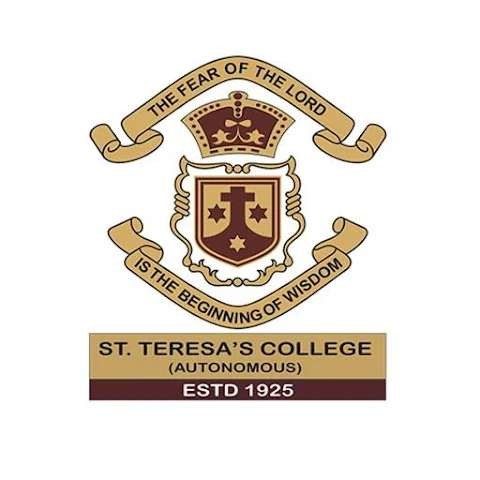 THE FEAR OF THE LORD
IS THE BEGINNING OF WISDOM
ST. TERESA'S COLLEGE
(AUTONOMOUS)
ESTD 1925